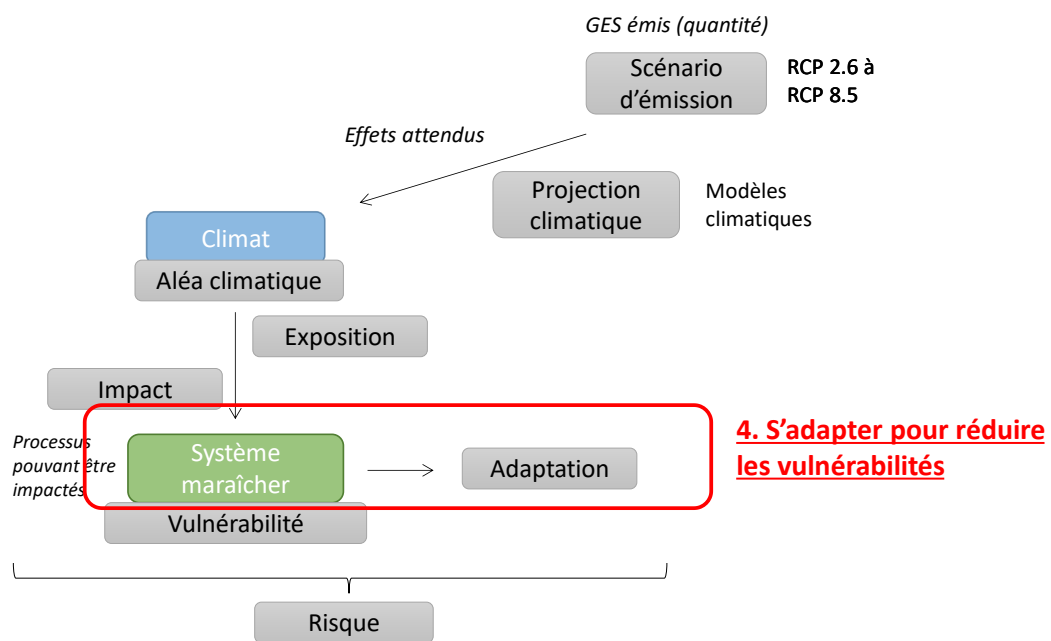 GES émis (quantité)
Scénario
d'émission
RCP 2.6 à
RCP 8.5
Effets attendus
Projection
climatique
Modèles
climatiques
Climat
Aléa climatique
Exposition
Impact
Processus
pouvant être
impactés
Système
maraîcher
Adaptation
4. S'adapter pour réduire
les vulnérabilités
Vulnérabilité
Risque